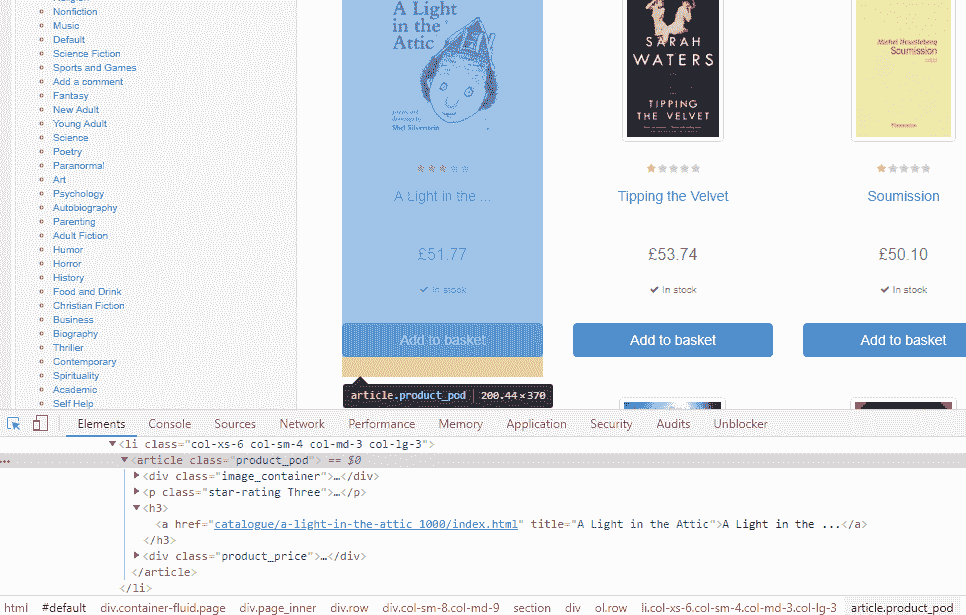 Nonfiction
Music
Default
Science Fiction
Sports and Games
Add a comment
Fantasy
New Adult
Young Adult
Science
Poetry
Paranormal
Art
Psychology
Autobiography
Parenting
Adult Fiction
Humor
Horror
History
Food and Drink
Christian Fiction
Business
Biography
Thriller
Contemporary
Spirituality
Academic
Self Help
A Light
in the
Attic
Shel Silverstein
A Light in the ...
£51.77
In stock
Add to basket
SARAH
WATERS
TIPPING
THE VELVET
Tipping the Velvet
£53.74
In stock
Add to basket
Michel Houellebecq
Soumission
Flammarion
Soumission
£50.10
In stock
Add to basket
article.product_pod 200.44×370
Elements Console Sources Network Performance Memory Application Security Audits Unblocker
▼<li class="col-xs-6 col-sm-4 col-md-3 col-lg-3">
... ▼<article class="product_pod"> == $0
▶<div class="image_container">…</div>
▶<p class="star-rating Three">…</p>
▼<h3>
<a href="catalogue/a-light-in-the-attic_1000/index.html" title="A Light in the Attic">A Light in the ...</a>
</h3>
▶<div class="product_price">…</div>
</article>
</li>
html #default div.container-fluid.page div.page_inner div.row div.col-sm-8.col-md-9 section div ol.row li.col-xs-6.col-sm-4.col-md-3.col-lg-3 article.product_pod